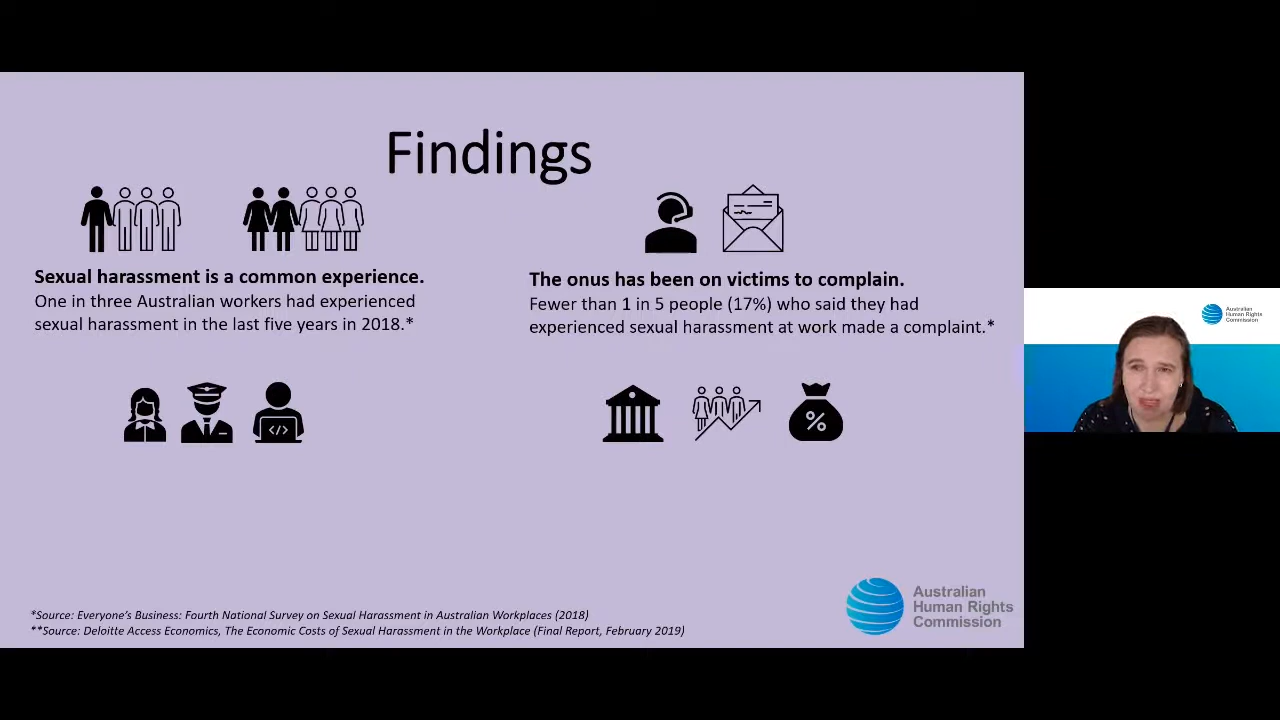 Findings
Sexual harassment is a common experience.
One in three Australian workers had experienced
sexual harassment in the last five years in 2018.*
The onus has been on victims to complain.
Fewer than 1 in 5 people (17%) who said they had
experienced sexual harassment at work made a complaint.*
</>
%
*Source: Everyone's Business: Fourth National Survey on Sexual Harassment in Australian Workplaces (2018)
**Source: Deloitte Access Economics, The Economic Costs of Sexual Harassment in the Workplace (Final Report, February 2019)
Australian
Human Rights
Commission
Australian
Human Rights
Commission